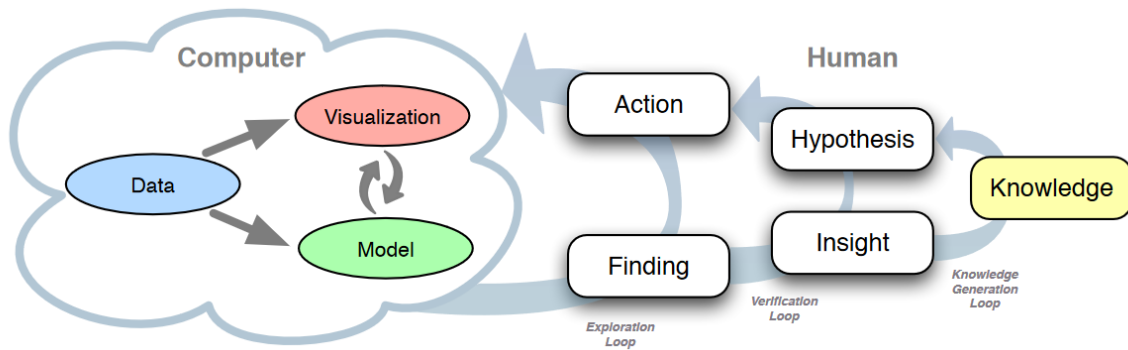 Computer
Human
Visualization
Action
Hypothesis
Data
Knowledge
Model
Finding
Insight
Exploration
Loop
Verification
Loop
Knowledge
Generation
Loop